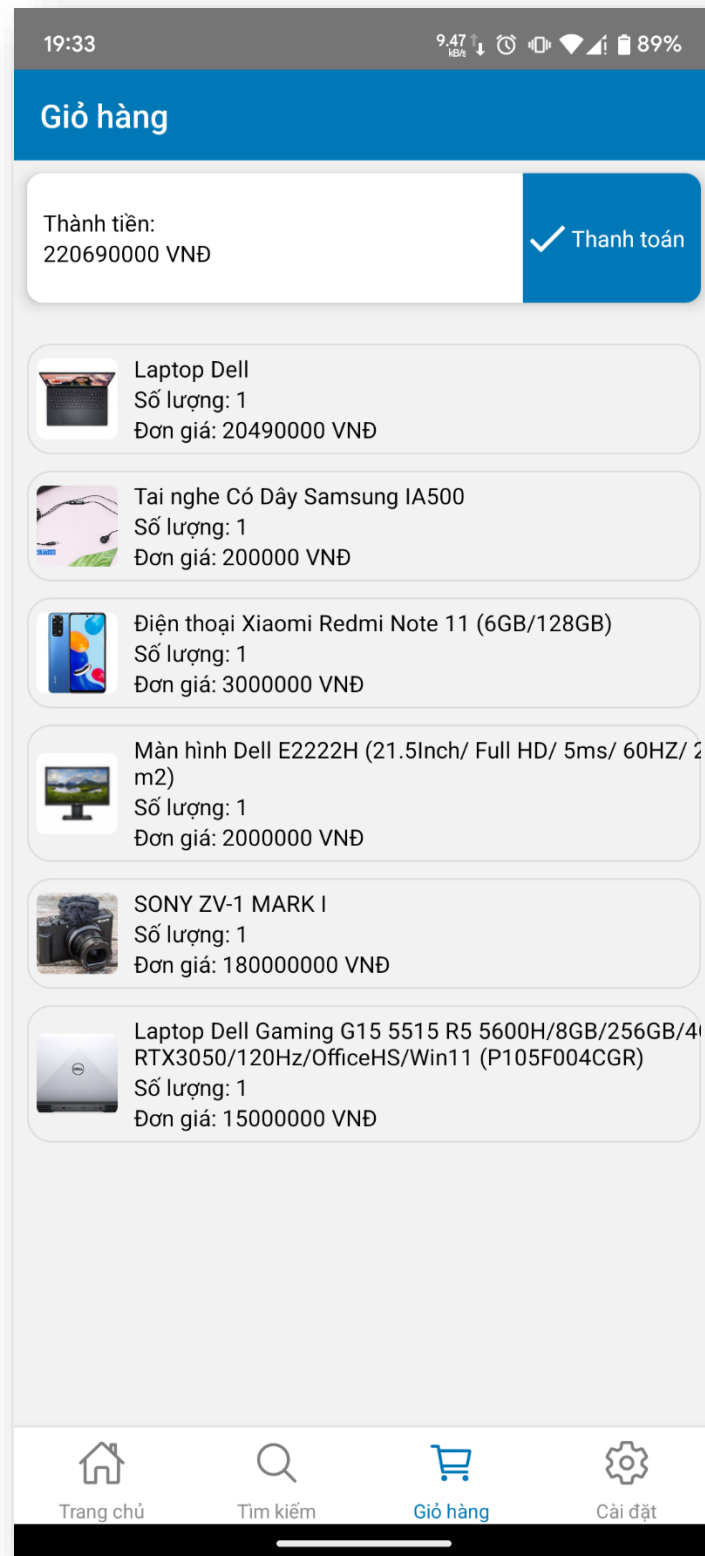 19:33
9.47
kB/s
89%
Giỏ hàng
Thành tiền:
220690000 VNĐ
Thanh toán
Laptop Dell
Số lượng: 1
Đơn giá: 20490000 VNĐ
Tai nghe Có Dây Samsung IA500
Số lượng: 1
Đơn giá: 200000 VNĐ
Điện thoại Xiaomi Redmi Note 11 (6GB/128GB)
Số lượng: 1
Đơn giá: 3000000 VNĐ
Màn hình Dell E2222H (21.5Inch/ Full HD/ 5ms/ 60HZ/ 2
m2)
Số lượng: 1
Đơn giá: 2000000 VNĐ
SONY ZV-1 MARK I
Số lượng: 1
Đơn giá: 180000000 VNĐ
Laptop Dell Gaming G15 5515 R5 5600H/8GB/256GB/4
RTX3050/120Hz/OfficeHS/Win11 (P105F004CGR)
Số lượng: 1
Đơn giá: 15000000 VNĐ
Trang chủ
Tìm kiếm
Giỏ hàng
Cài đặt